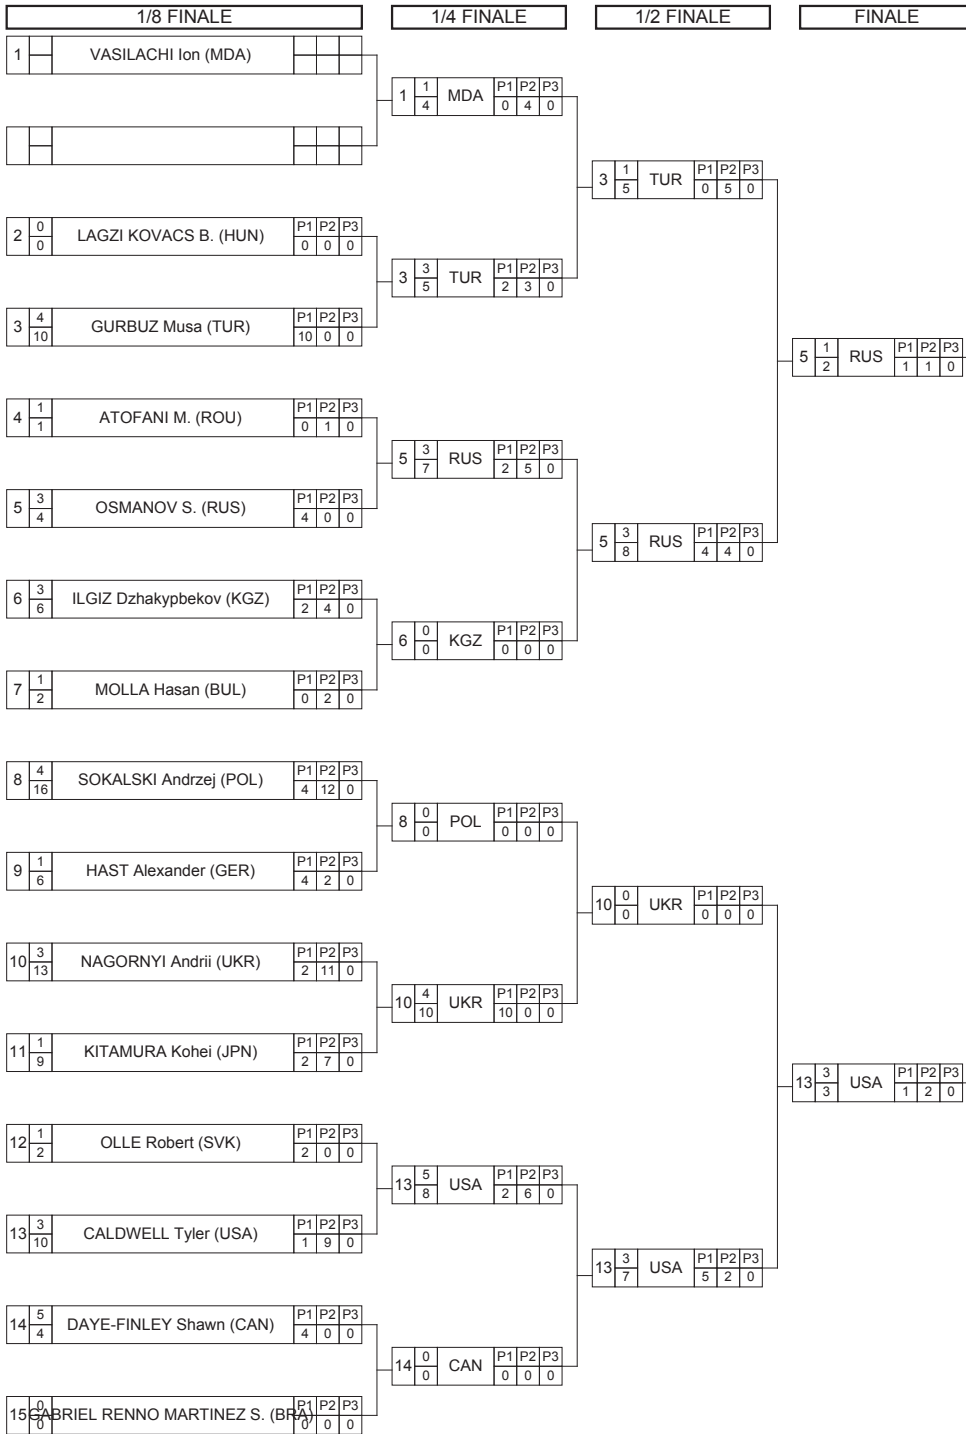 1/8 FINALE 1/4 FINALE 1/2 FINALE FINALE
1 VASILACHI Ion (MDA)
1 1 4 MDA P1 P2 P3 0 4 0
3 1 5 TUR P1 P2 P3 0 5 0
2 0 0 LAGZI KOVACS B. (HUN) P1 P2 P3 0 0 0
3 3 5 TUR P1 P2 P3 2 3 0
3 4 10 GURBUZ Musa (TUR) P1 P2 P3 10 0 0
5 1 2 RUS P1 P2 P3 1 1 0
4 1 1 ATOFANI M. (ROU) P1 P2 P3 0 1 0
5 3 7 RUS P1 P2 P3 2 5 0
5 3 4 OSMANOV S. (RUS) P1 P2 P3 4 0 0
5 3 8 RUS P1 P2 P3 4 4 0
6 3 6 ILGIZ Dzhakypbekov (KGZ) P1 P2 P3 2 4 0
6 0 0 KGZ P1 P2 P3 0 0 0
7 1 2 MOLLA Hasan (BUL) P1 P2 P3 0 2 0
8 4 16 SOKALSKI Andrzej (POL) P1 P2 P3 4 12 0
8 0 0 POL P1 P2 P3 0 0 0
9 1 6 HAST Alexander (GER) P1 P2 P3 4 2 0
10 0 0 UKR P1 P2 P3 0 0 0
10 3 13 NAGORNYI Andrii (UKR) P1 P2 P3 2 11 0
10 4 10 UKR P1 P2 P3 10 0 0
11 1 9 KITAMURA Kohei (JPN) P1 P2 P3 2 7 0
13 3 3 USA P1 P2 P3 1 2 0
12 1 2 OLLE Robert (SVK) P1 P2 P3 2 0 0
13 5 8 USA P1 P2 P3 2 6 0
13 3 10 CALDWELL Tyler (USA) P1 P2 P3 1 9 0
13 3 7 USA P1 P2 P3 5 2 0
14 5 4 DAYE-FINLEY Shawn (CAN) P1 P2 P3 4 0 0
14 0 0 CAN P1 P2 P3 0 0 0
15 0 0 GABRIEL RENNO MARTINEZ S. (BRA) P1 P2 P3 0 0 0